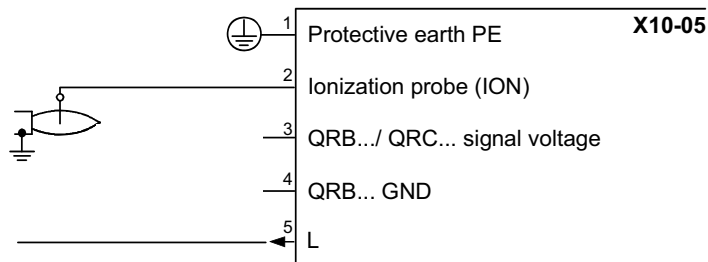 X10-05
1 Protective earth PE
2 Ionization probe (ION)
3 QRB.../ QRC... signal voltage
4 QRB... GND
5 L